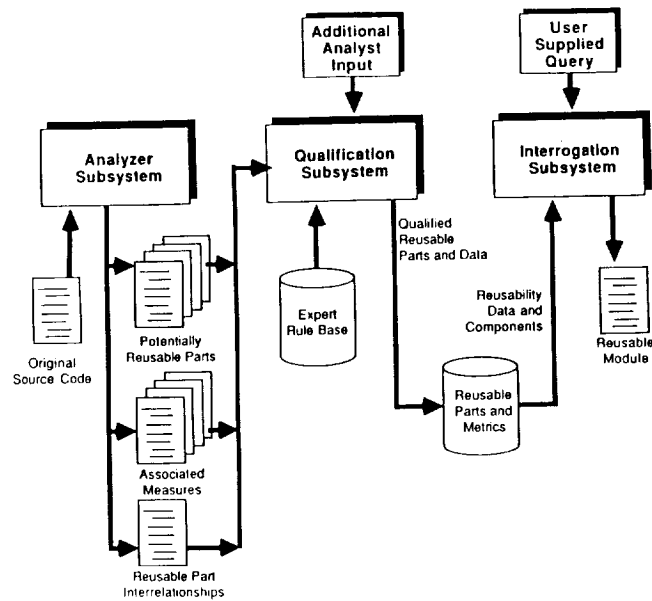 Additional
Analyst
Input
User
Supplied
Query
Analyzer
Subsystem
Qualification
Subsystem
Interrogation
Subsystem
Qualified
Reusable
Parts and Data
Original
Source Code
Potentially
Reusable Parts
Expert
Rule Base
Reusability
Data and
Components
Reusable
Module
Reusable
Parts and
Metrics
Associated
Measures
Reusable Part
Interrelationships